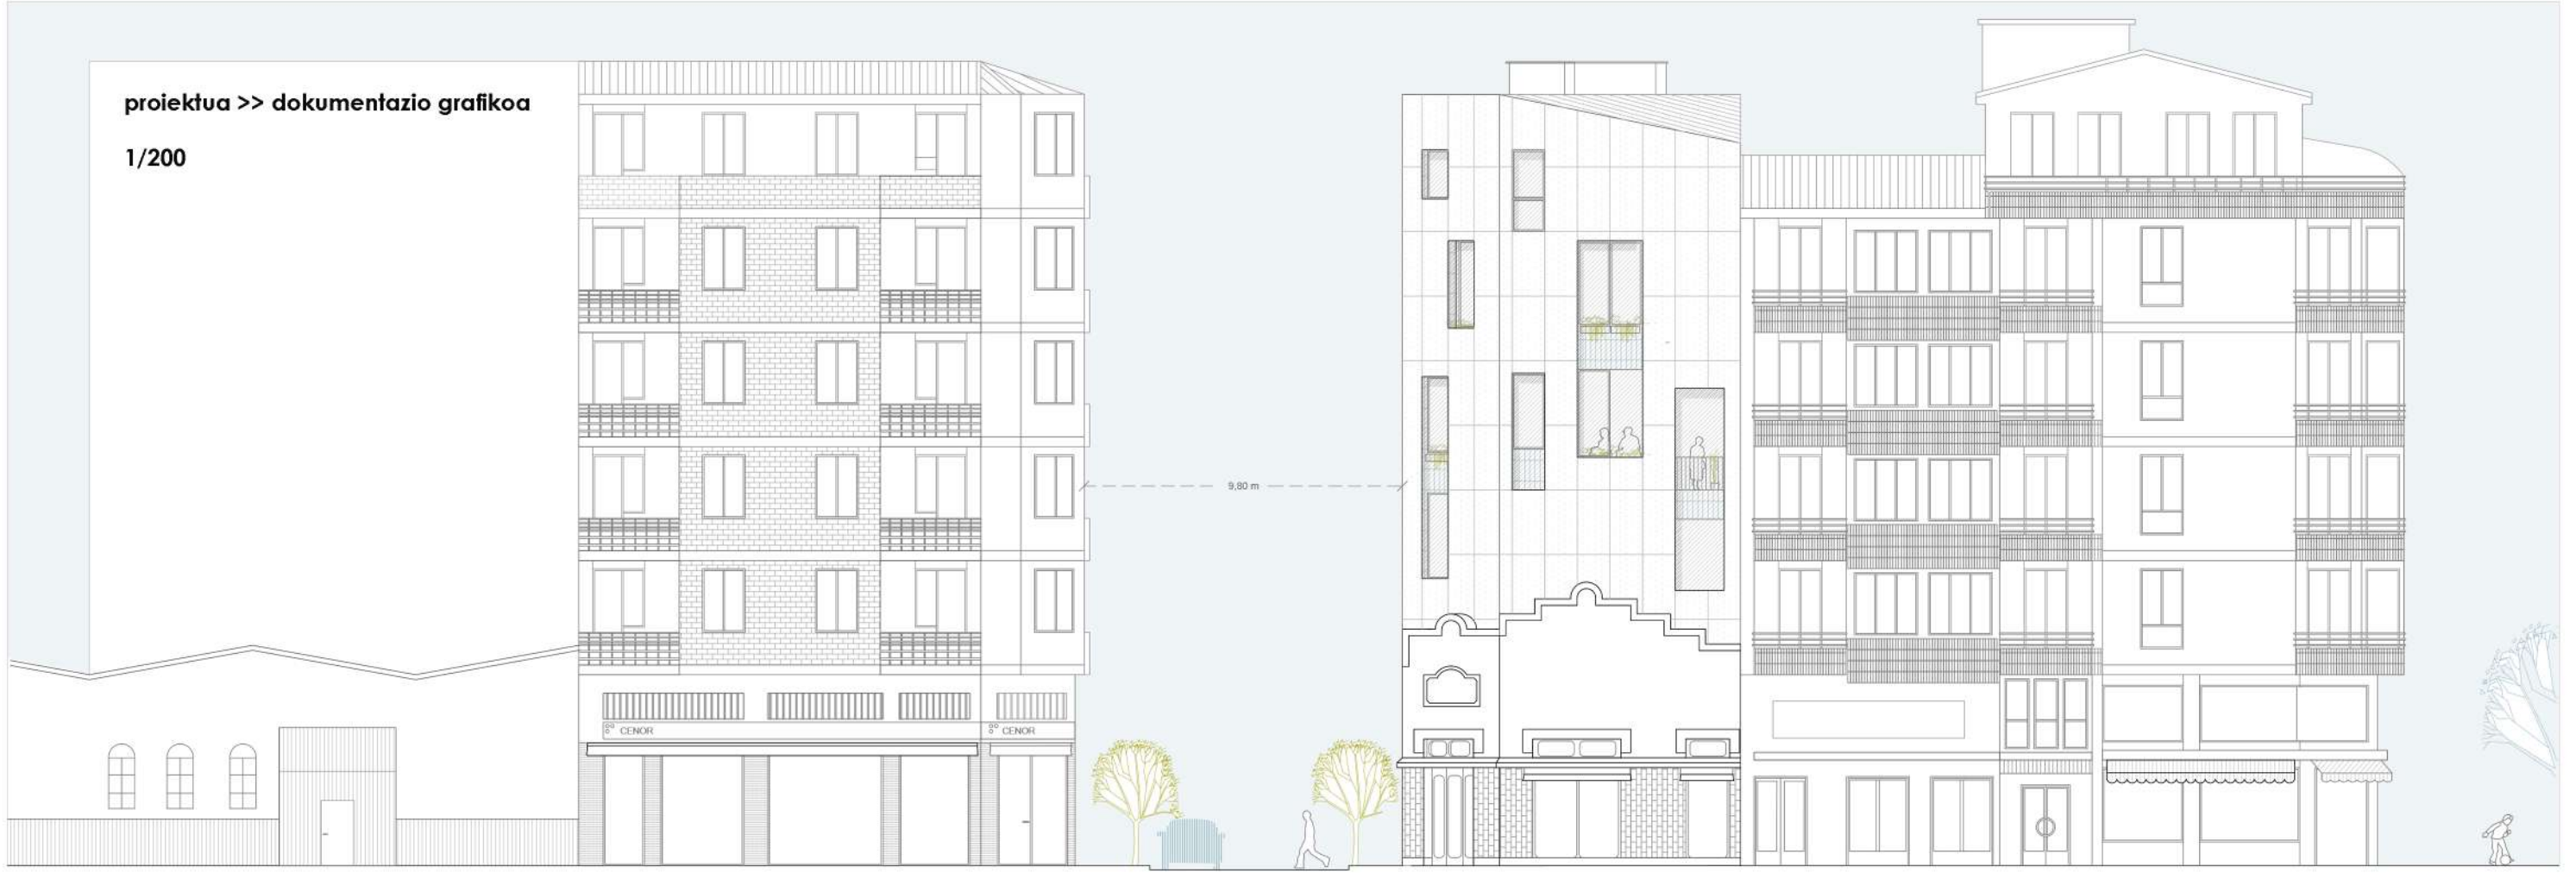 proiektua >> dokumentazio grafikoa
1/200
9,80 m
CENOR
CENOR